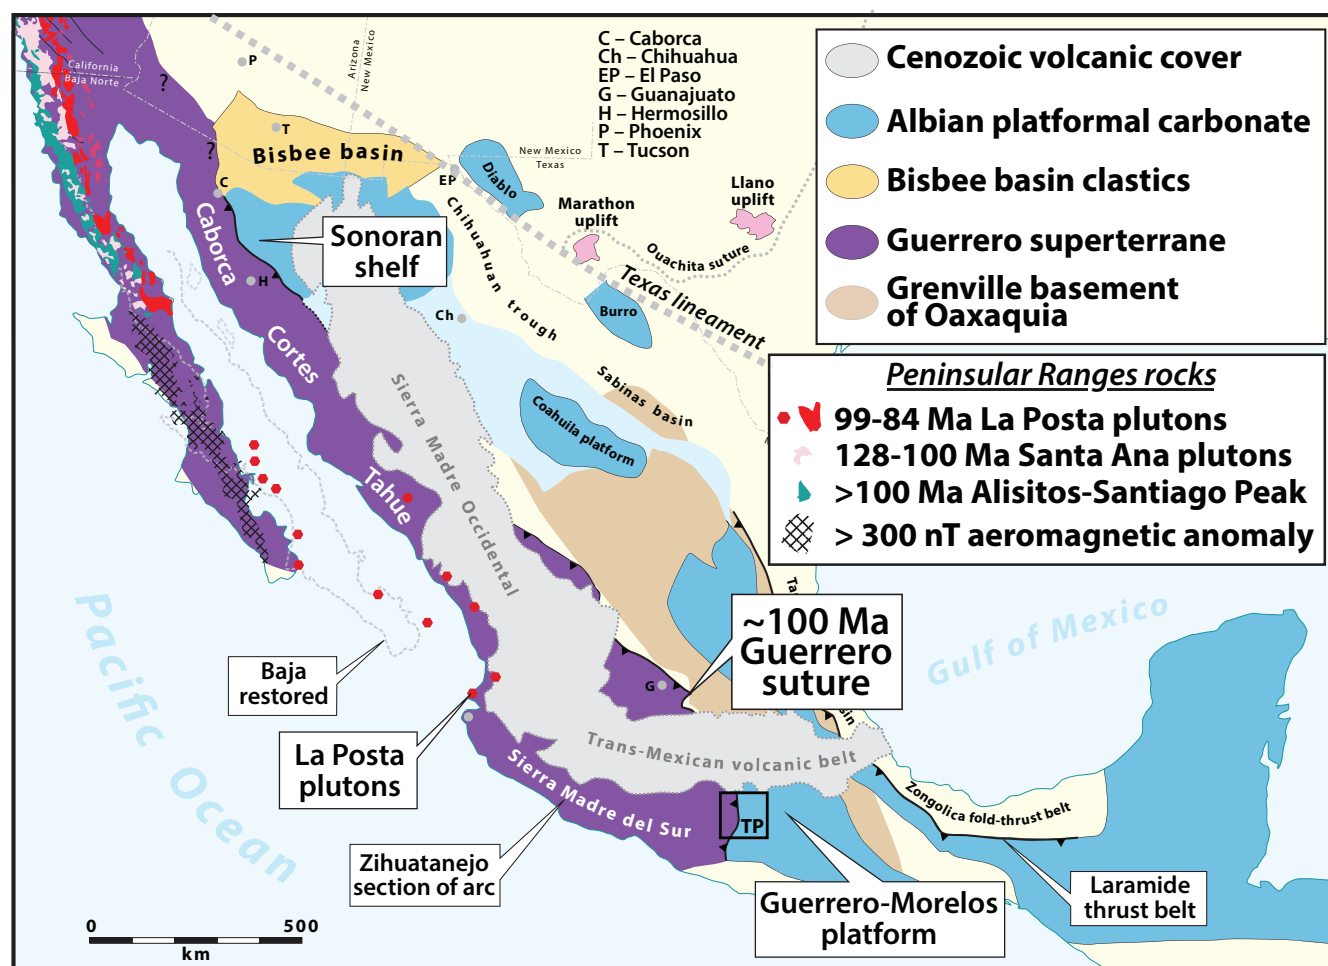 C – Caborca
Ch – Chihuahua
EP – El Paso
G – Guanajuato
H – Hermosillo
P – Phoenix
T – Tucson
Cenozoic volcanic cover
Albian platformal carbonate
Bisbee basin clastics
Guerrero superterrane
Grenville basement
of Oaxaquia
Peninsular Ranges rocks
99-84 Ma La Posta plutons
128-100 Ma Santa Ana plutons
>100 Ma Alisitos-Santiago Peak
> 300 nT aeromagnetic anomaly
California
Baja Norte
Arizona
New Mexico
?
P
T
?
Bisbee basin
New Mexico
Texas
EP
C
Diablo
Marathon
uplift
Llano
uplift
Ouachita suture
Texas lineament
Caborca
Sonoran
shelf
Chihuahuan trough
H
Ch
Burro
Cortes
Sierra Madre Occidental
Sabinas basin
Coahuila platform
Tahue
Ta
sin
~100 Ma
Guerrero
suture
Gulf of Mexico
Pacific Ocean
Baja
restored
G
La Posta
plutons
Trans-Mexican volcanic belt
Sierra Madre del Sur
TP
Zongolica fold-thrust belt
Zihuatanejo
section of arc
Guerrero-Morelos
platform
Laramide
thrust belt
0
500
km